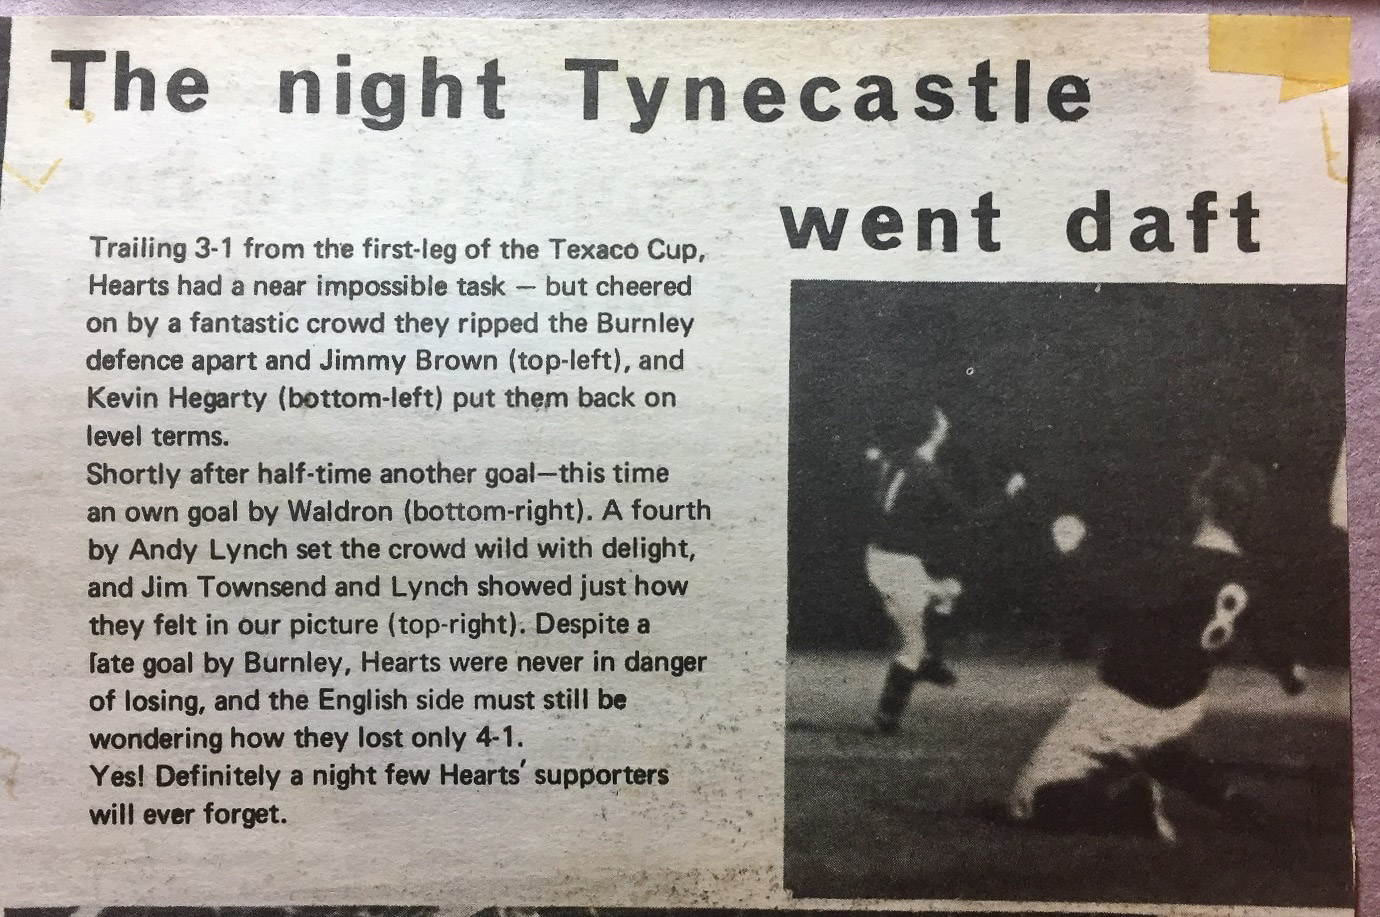 The night Tynecastle
went daft
Trailing 3-1 from the first-leg of the Texaco Cup,
Hearts had a near impossible task — but cheered
on by a fantastic crowd they ripped the Burnley
defence apart and Jimmy Brown (top-left), and
Kevin Hegarty (bottom-left) put them back on
level terms.
Shortly after half-time another goal—this time
an own goal by Waldron (bottom-right). A fourth
by Andy Lynch set the crowd wild with delight,
and Jim Townsend and Lynch showed just how
they felt in our picture (top-right). Despite a
late goal by Burnley, Hearts were never in danger
of losing, and the English side must still be
wondering how they lost only 4-1.
Yes! Definitely a night few Hearts' supporters
will ever forget.
8